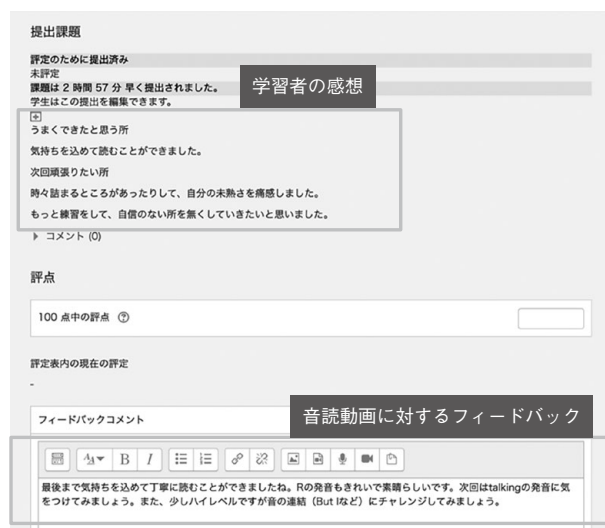 提出課題
評定のために提出済み
未評定
課題は 2 時間 57 分 早く提出されました。
学生はこの提出を編集できます。
学習者の感想
うまくできたと思う所
気持ちを込めて読むことができました。
次回頑張りたい所
時々詰まるところがあったりして、自分の未熟さを痛感しました。
もっと練習をして、自信のない所を無くしていきたいと思いました。
コメント (0)
評点
100 点中の評点
評定表内の現在の評定
-
音読動画に対するフィードバック
フィードバックコメント
B I
最後まで気持ちを込めて丁寧に読むことができましたね。Rの発音もきれいで素晴らしいです。次回はtalkingの発音に気
をつけてみましょう。また、少しハイレベルですが音の連結（But Iなど）にチャレンジしてみましょう。